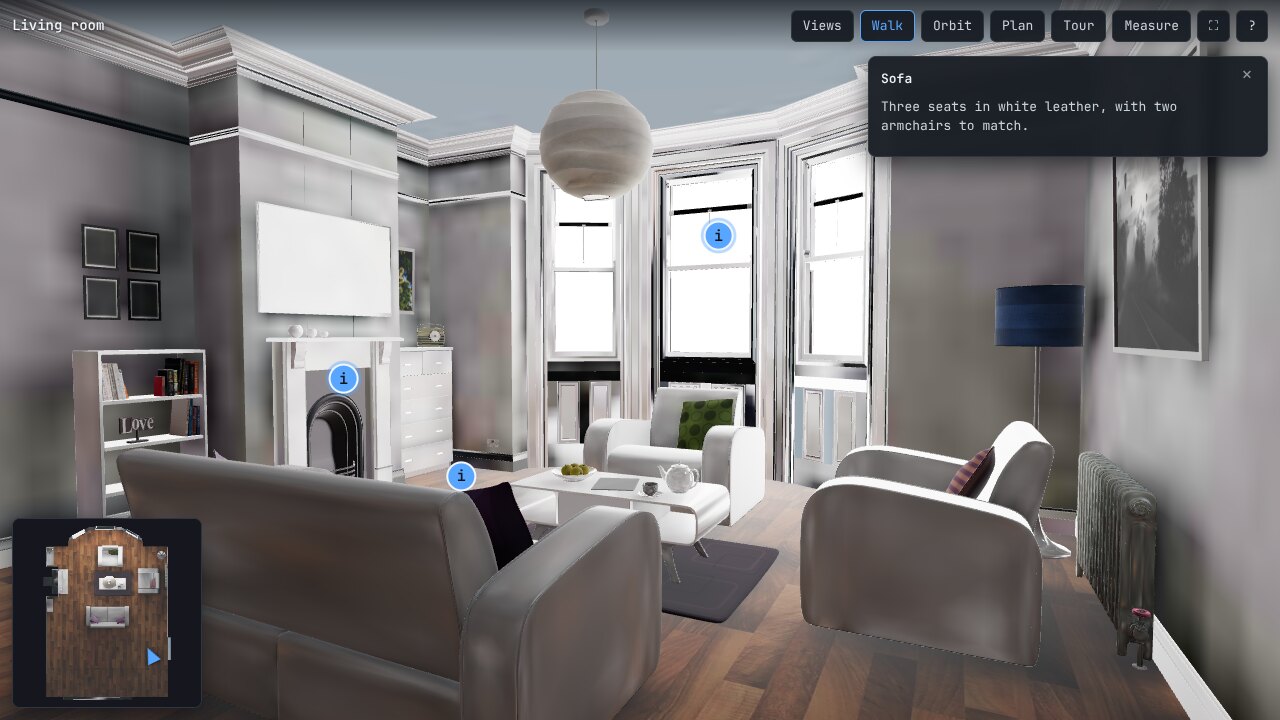 Living room
Views
Walk
Orbit
Plan
Tour
Measure
?
Sofa
×
Three seats in white leather, with two
armchairs to match.
i
i
i
Love